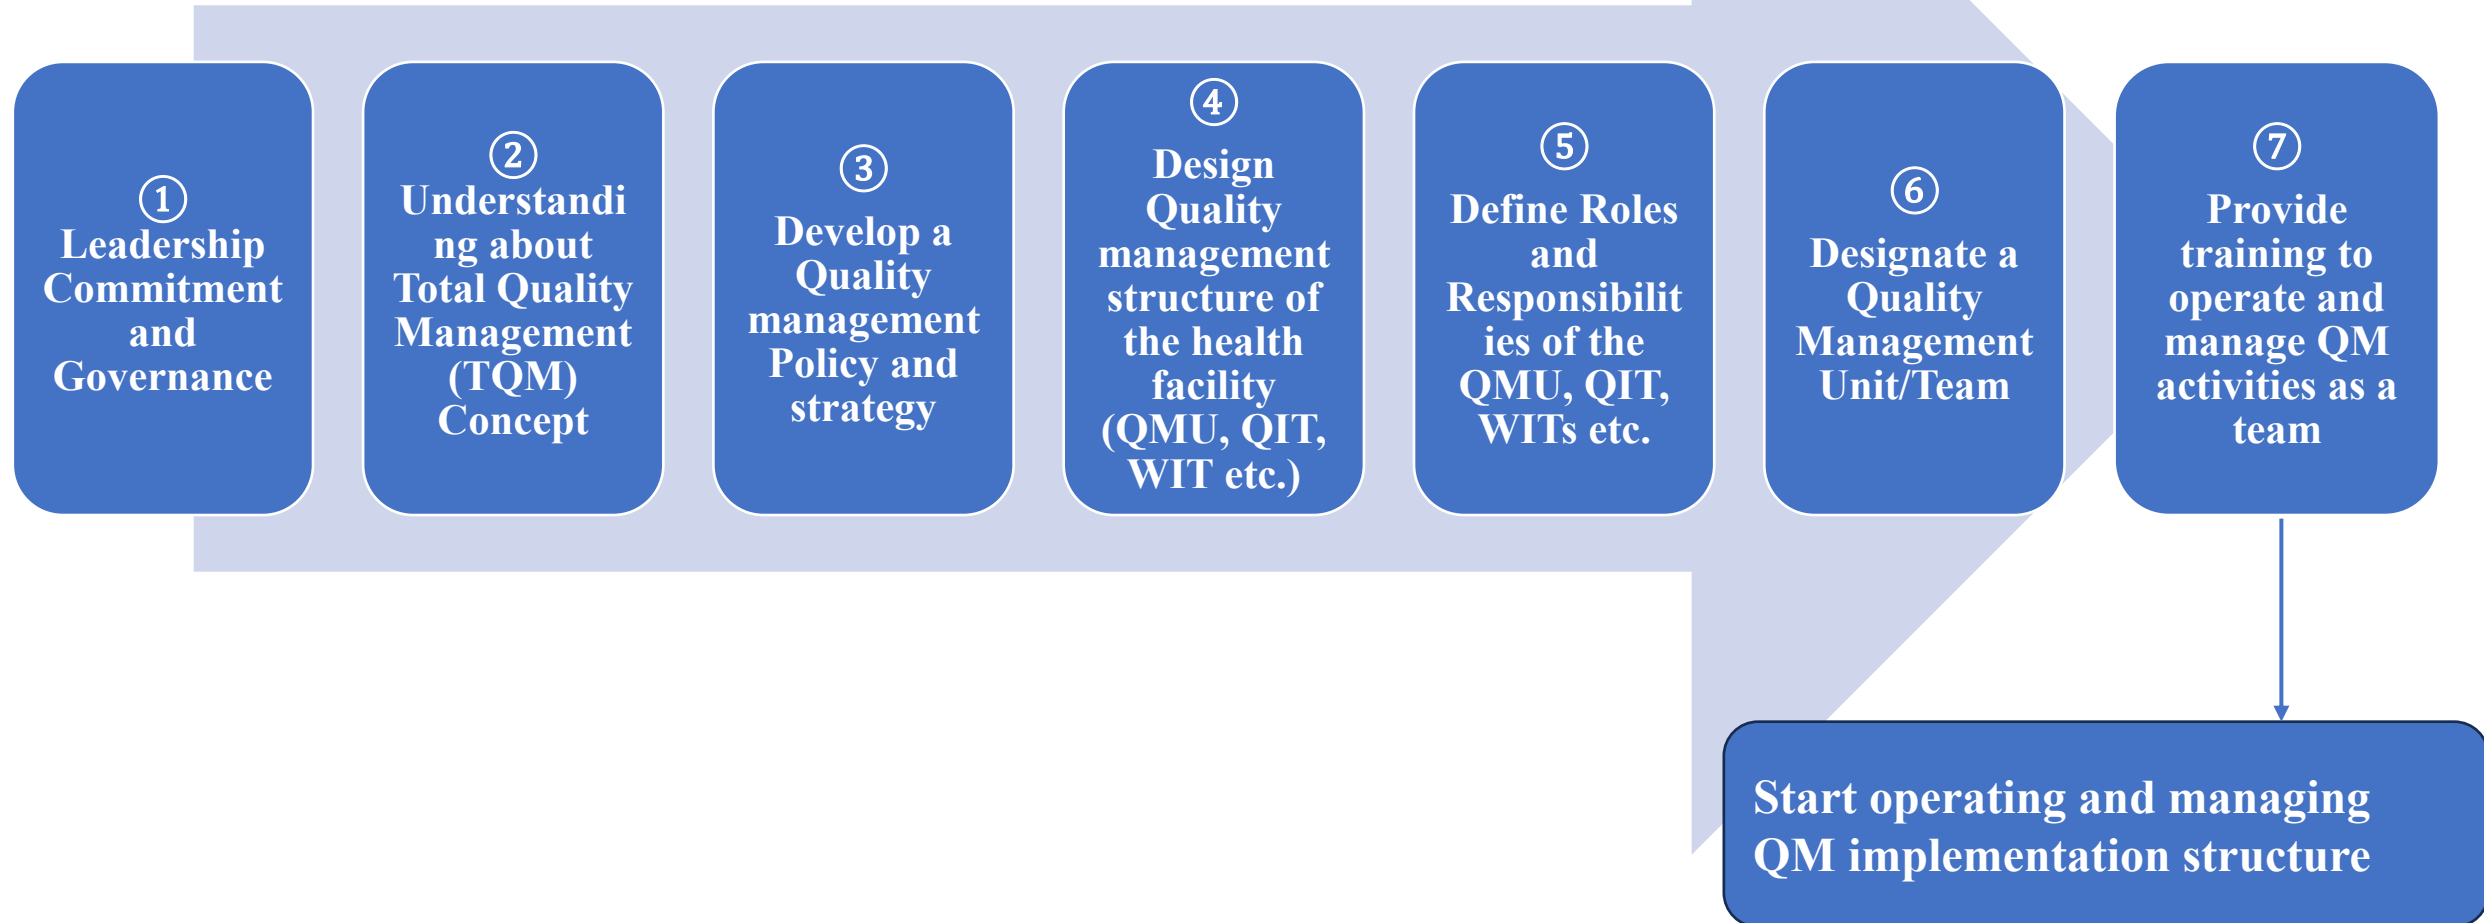 ①
Leadership
Commitment
and
Governance
②
Understandi
ng about
Total Quality
Management
(TQM)
Concept
③
Develop a
Quality
management
Policy and
strategy
④
Design
Quality
management
structure of
the health
facility
(QMU, QIT,
WIT etc.)
⑤
Define Roles
and
Responsibilit
ies of the
QMU, QIT,
WITs etc.
⑥
Designate a
Quality
Management
Unit/Team
⑦
Provide
training to
operate and
manage QM
activities as a
team
Start operating and managing
QM implementation structure